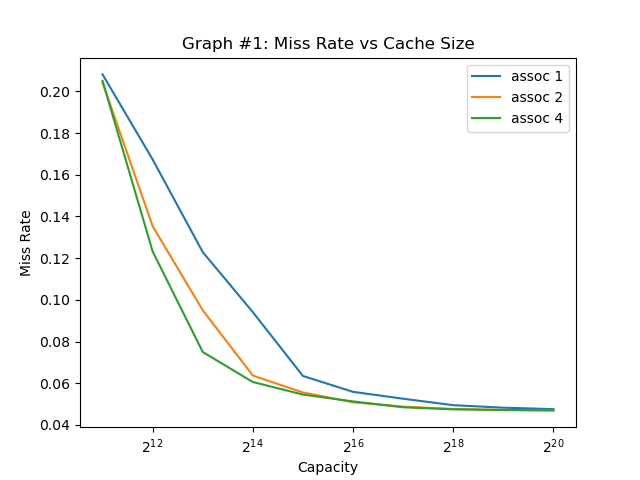 Graph #1: Miss Rate vs Cache Size
assoc 1
assoc 2
assoc 4
0.20
0.18
0.16
0.14
0.12
0.10
0.08
0.06
0.04
Miss Rate
2^12 2^14 2^16 2^18 2^20
Capacity